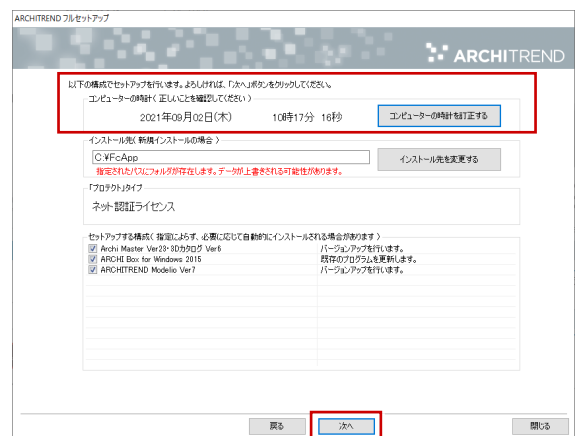 ARCHITREND フルセットアップ
ARCHITREND
以下の構成でセットアップを行います。よろしければ、「次へ」ボタンをクリックしてください。
コンピューターの時計（正しいことを確認してください）
2021年09月02日(木) 10時17分 16秒 コンピューターの時計を訂正する
インストール先（新規インストールの場合）
C:¥FcApp インストール先を変更する
指定されたパスにフォルダが存在します。データが上書きされる可能性があります。
「プロテクト」タイプ
ネット認証ライセンス
セットアップする構成（指定によらず、必要に応じて自動的にインストールされる場合があります）
Archi Master Ver23・3Dカタログ Ver6 バージョンアップを行います。
ARCHI Box for Windows 2015 既存のプログラムを更新します。
ARCHITREND Modelio Ver7 バージョンアップを行います。
戻る 次へ 閉じる